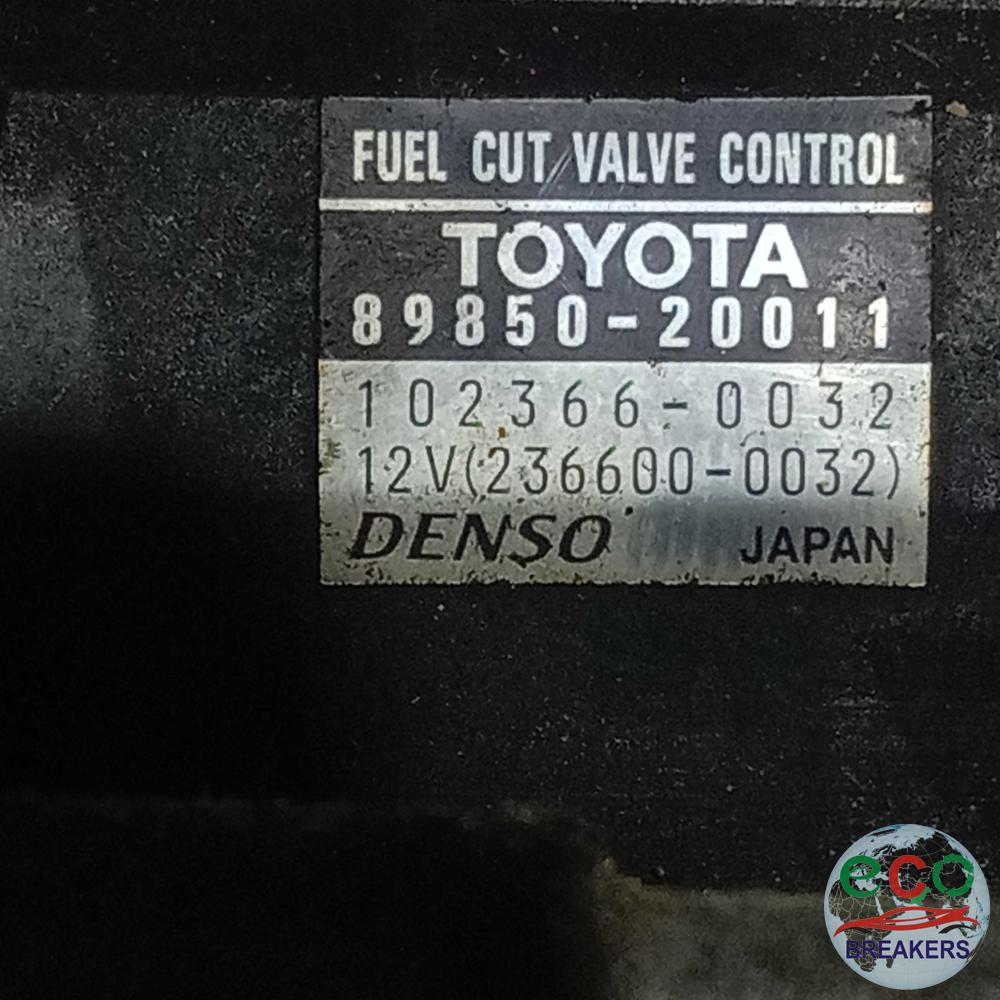 FUEL CUT VALVE CONTROL
TOYOTA
89850-20011
102366-0032
12V(236600-0032)
DENSO JAPAN
eco
BREAKERS